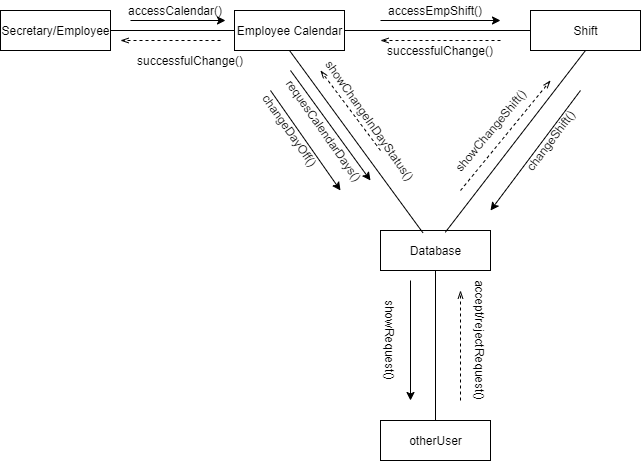 accessCalendar()
accessEmpShift()
Secretary/Employee
Employee Calendar
Shift
successfulChange()
successfulChange()
showChangeInDayStatus()
requesCalendarDays()
changeDayOff()
showChangeShift()
changeShift()
Database
showRequest()
accept/rejectRequest()
otherUser